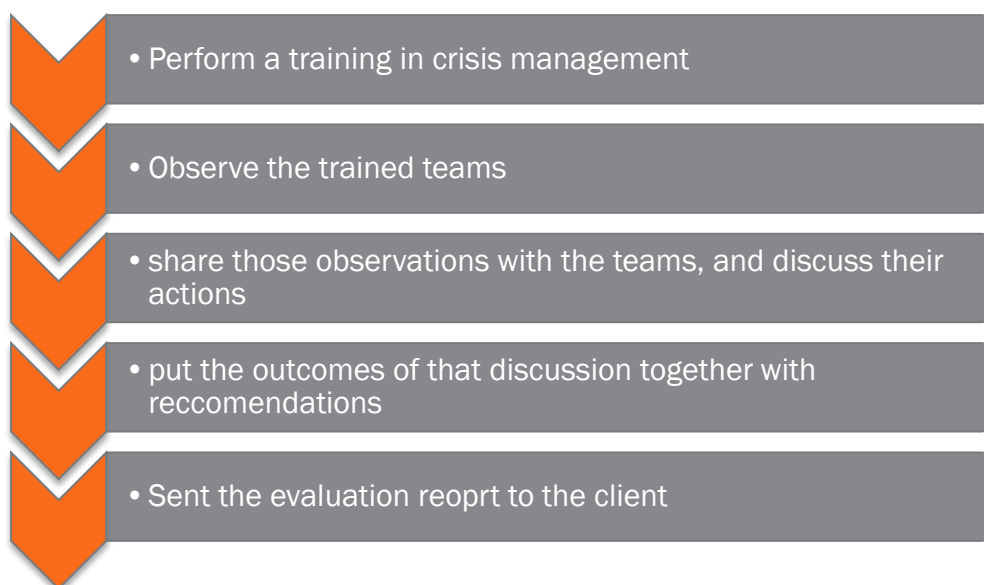 • Perform a training in crisis management
• Observe the trained teams
• share those observations with the teams, and discuss their
actions
• put the outcomes of that discussion together with
reccomendations
• Sent the evaluation reoprt to the client